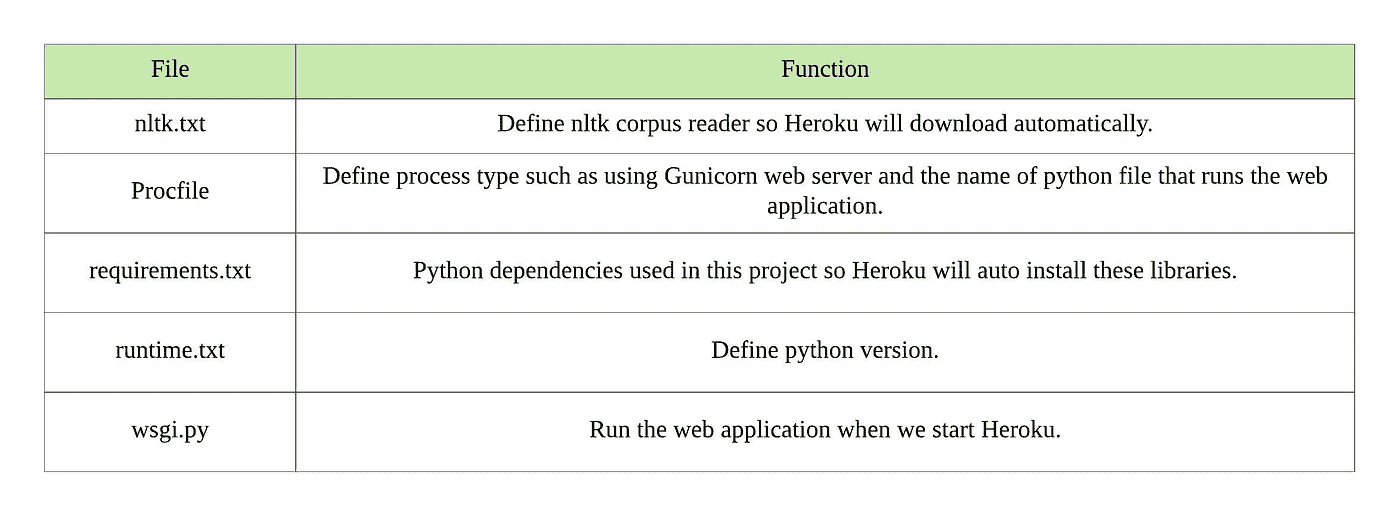 File
Function
nltk.txt
Define nltk corpus reader so Heroku will download automatically.
Procfile
Define process type such as using Gunicorn web server and the name of python file that runs the web
application.
requirements.txt
Python dependencies used in this project so Heroku will auto install these libraries.
runtime.txt
Define python version.
wsgi.py
Run the web application when we start Heroku.